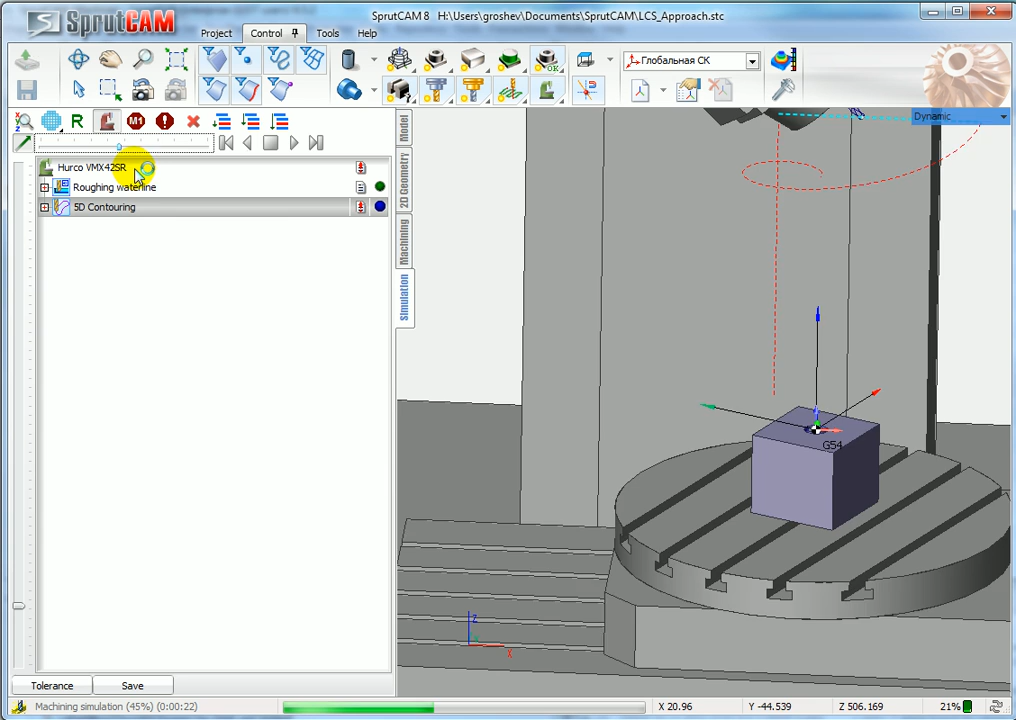 SprutCAM 8 H:\Users\groshev\Documents\SprutCAM\LCS_Approach.stc
SprutCAM
Project
Control
Tools
Help
OK
Глобальная СК
R
M1
Dynamic
Hurco VMX42SR
Roughing waterline
5D Contouring
Model
2D Geometry
Machining
Simulation
G54
Z
X
Tolerance
Save
Machining simulation (45%) (0:00:22)
X 20.96
Y -44.539
Z 506.169
21%